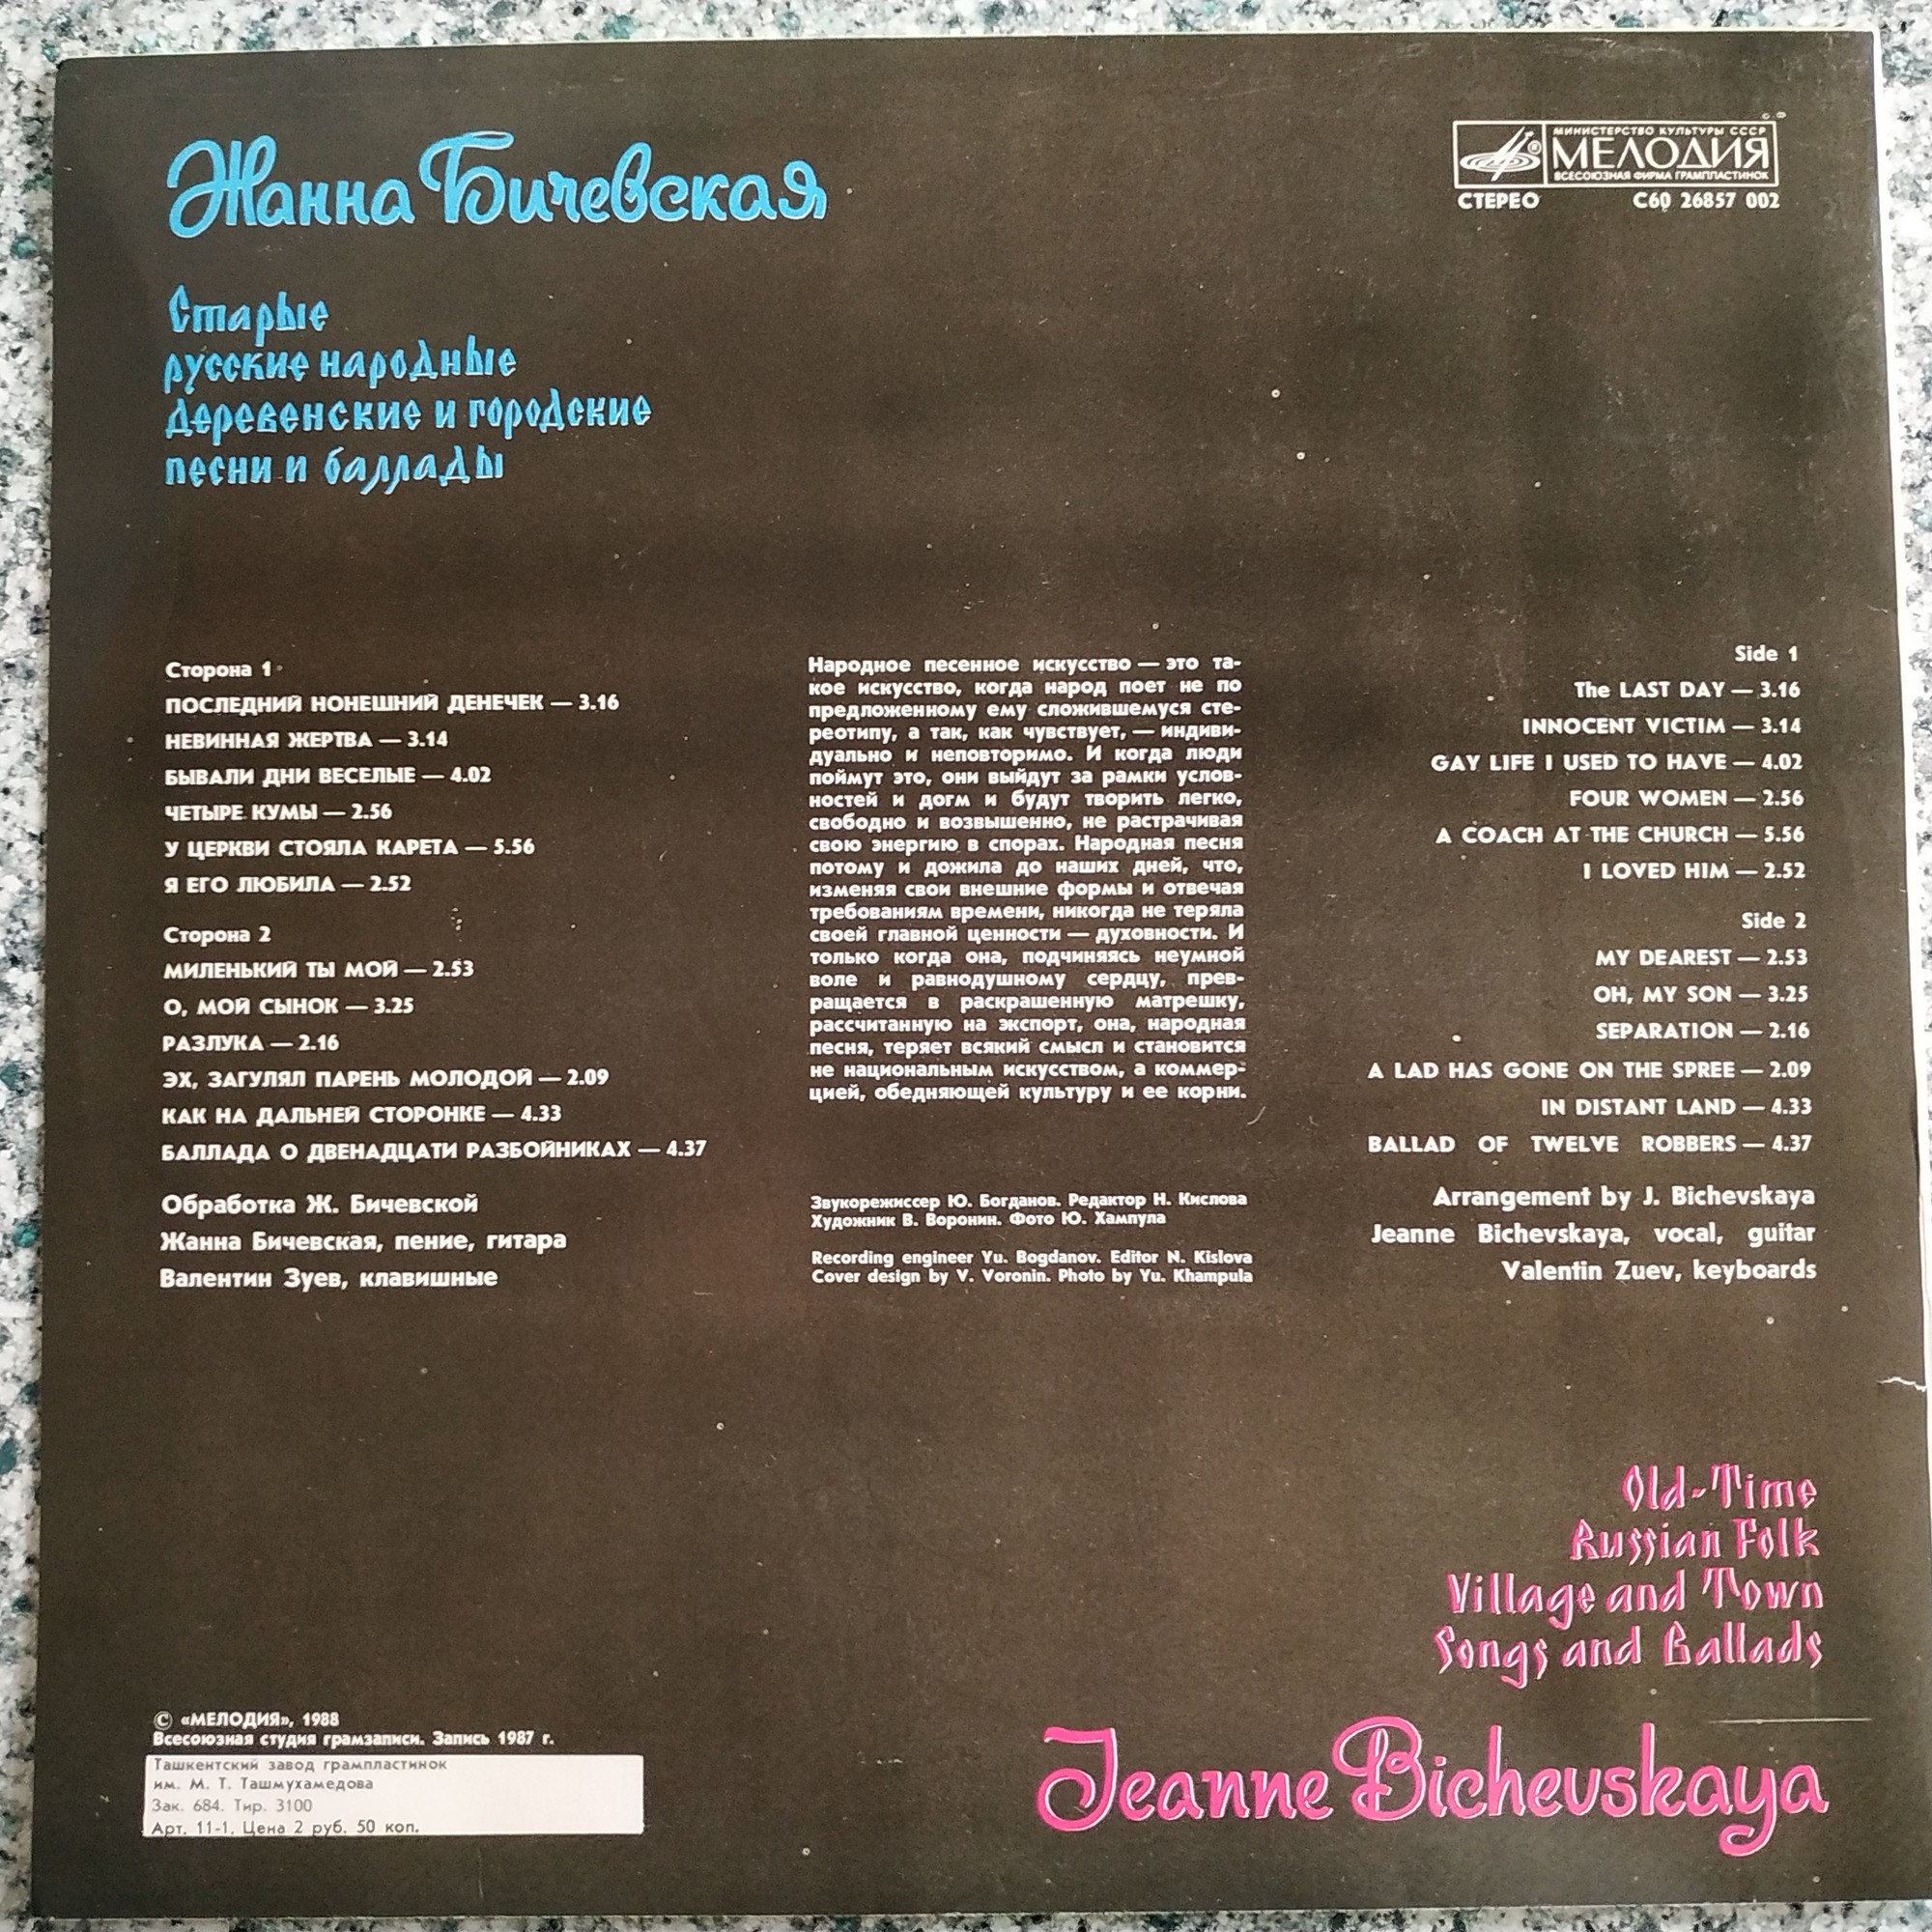 Жанна Бичевская
МИНИСТЕРСТВО КУЛЬТУРЫ СССР
МЕЛОДИЯ
ВСЕСОЮЗНАЯ ФИРМА ГРАМПЛАСТИНОК
СТЕРЕО С60 26857 002
Старые
русские народные
деревенские и городские
песни и баллады
Сторона 1
ПОСЛЕДНИЙ НОНЕШНИЙ ДЕНЕЧЕК — 3.16
НЕВИННАЯ ЖЕРТВА — 3.14
БЫВАЛИ ДНИ ВЕСЕЛЫЕ — 4.02
ЧЕТЫРЕ КУМЫ — 2.56
У ЦЕРКВИ СТОЯЛА КАРЕТА — 5.56
Я ЕГО ЛЮБИЛА — 2.52
Сторона 2
МИЛЕНЬКИЙ ТЫ МОЙ — 2.53
О, МОЙ СЫНОК — 3.25
РАЗЛУКА — 2.16
ЭХ, ЗАГУЛЯЛ ПАРЕНЬ МОЛОДОЙ — 2.09
КАК НА ДАЛЬНЕЙ СТОРОНКЕ — 4.33
БАЛЛАДА О ДВЕНАДЦАТИ РАЗБОЙНИКАХ — 4.37
Обработка Ж. Бичевской
Жанна Бичевская, пение, гитара
Валентин Зуев, клавишные
Народное песенное искусство — это та-
кое искусство, когда народ поет не по
предложенному ему сложившемуся сте-
реотипу, а так, как чувствует, — индиви-
дуально и неповторимо. И когда люди
поймут это, они выйдут за рамки услов-
ностей и догм и будут творить легко,
свободно и возвышенно, не растрачивая
свою энергию в спорах. Народная песня
потому и дожила до наших дней, что,
изменяя свои внешние формы и отвечая
требованиям времени, никогда не теряла
своей главной ценности — духовности. И
только когда она, подчиняясь неумной
воле и равнодушному сердцу, прев-
ращается в раскрашенную матрешку,
рассчитанную на экспорт, она, народная
песня, теряет всякий смысл и становится
не национальным искусством, а коммер-
цией, обедняющей культуру и ее корни.
Звукорежиссер Ю. Богданов. Редактор Н. Кислова
Художник В. Воронин. Фото Ю. Хампула
Recording engineer Yu. Bogdanov. Editor N. Kislova
Cover design by V. Voronin. Photo by Yu. Khampula
Side 1
The LAST DAY — 3.16
INNOCENT VICTIM — 3.14
GAY LIFE I USED TO HAVE — 4.02
FOUR WOMEN — 2.56
A COACH AT THE CHURCH — 5.56
I LOVED HIM — 2.52
Side 2
MY DEAREST — 2.53
OH, MY SON — 3.25
SEPARATION — 2.16
A LAD HAS GONE ON THE SPREE — 2.09
IN DISTANT LAND — 4.33
BALLAD OF TWELVE ROBBERS — 4.37
Arrangement by J. Bichevskaya
Jeanne Bichevskaya, vocal, guitar
Valentin Zuev, keyboards
Old-Time
Russian Folk
Village and Town
Songs and Ballads
Jeanne Bichevskaya
© «МЕЛОДИЯ», 1988
Всесоюзная студия грамзаписи. Запись 1987 г.
Ташкентский завод грампластинок
им. М. Т. Ташмухамедова
Зак. 684. Тир. 3100
Арт. 11-1. Цена 2 руб. 50 коп.